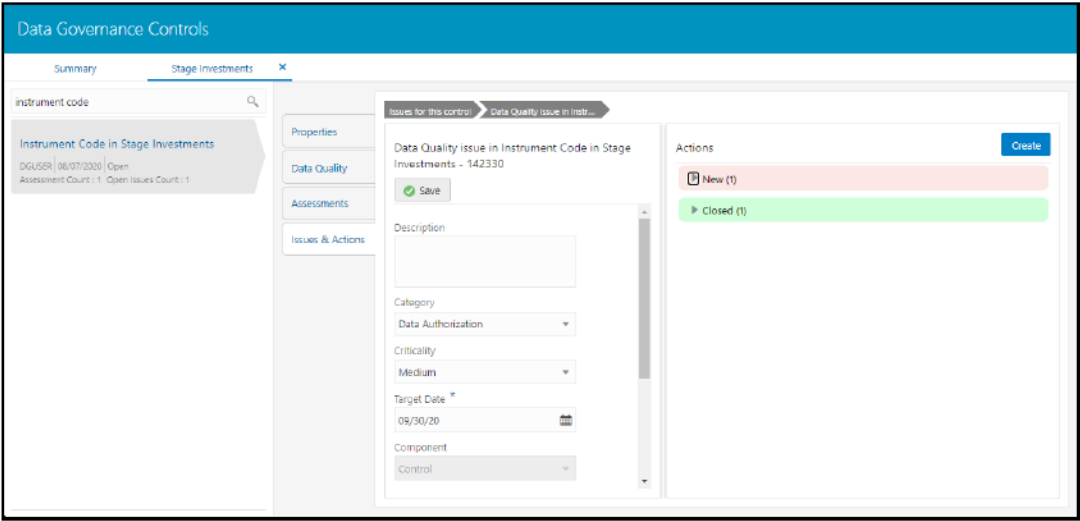 Data Governance Controls
Summary
Stage Investments
instrument code
Instrument Code in Stage Investments
DGUSER 08/07/2020 Open
Assessment Count : 1 Open Issues Count : 1
Properties
Data Quality
Assessments
Issues & Actions
Issues for this control
Data Quality issue in Instr...
Data Quality issue in Instrument Code in Stage
Investments - 142330
Save
Description
Category
Data Authorization
Criticality
Medium
Target Date *
09/30/20
Component
Control
Actions
Create
New (1)
Closed (1)